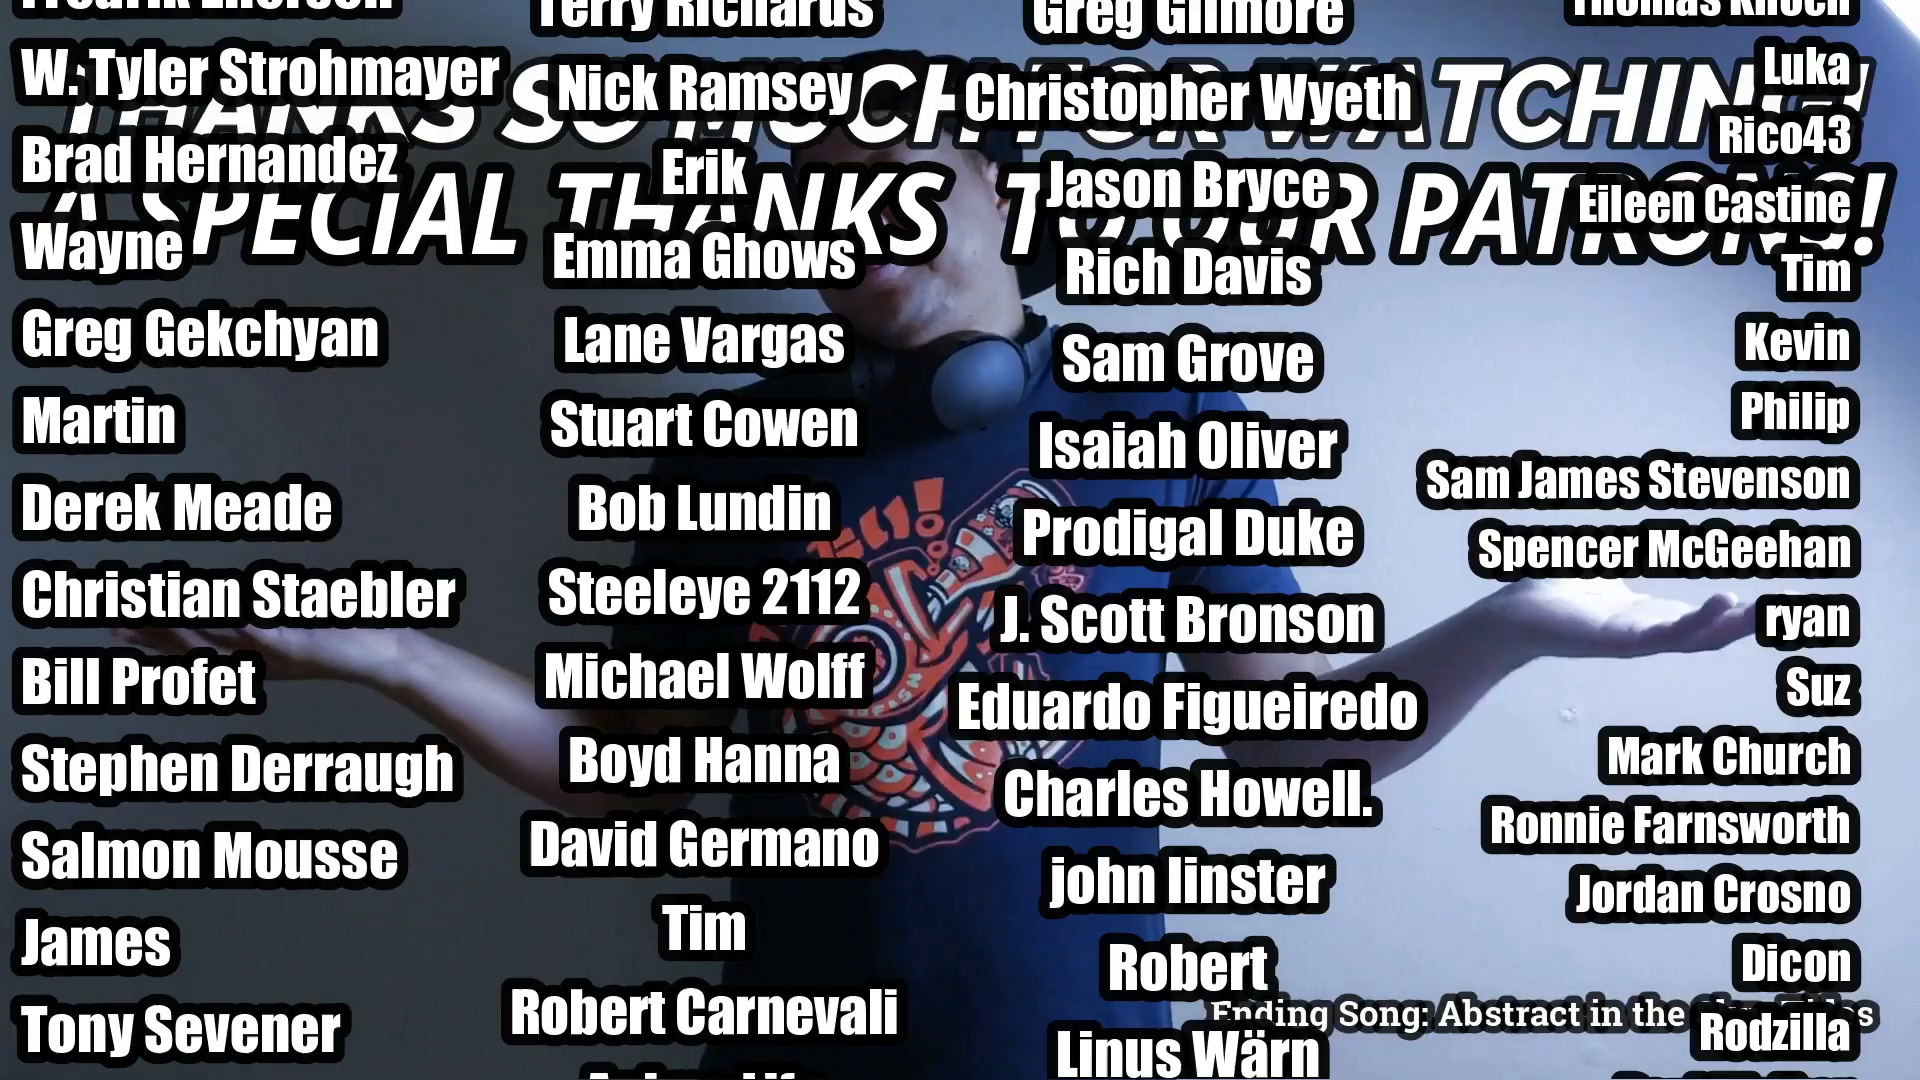 THANKS SO MUCH FOR WATCHING!
A SPECIAL THANKS TO OUR PATRONS!
W. Tyler Strohmayer
Brad Hernandez
Wayne
Greg Gekchyan
Martin
Derek Meade
Christian Staebler
Bill Profet
Stephen Derraugh
Salmon Mousse
James
Tony Sevener
Terry Richards
Nick Ramsey
Erik
Emma Ghows
Lane Vargas
Stuart Cowen
Bob Lundin
Steeleye 2112
Michael Wolff
Boyd Hanna
David Germano
Tim
Robert Carnevali
Greg Gilmore
Christopher Wyeth
Jason Bryce
Rich Davis
Sam Grove
Isaiah Oliver
Prodigal Duke
J. Scott Bronson
Eduardo Figueiredo
Charles Howell.
john linster
Robert
Linus Wärn
Luka
Rico43
Eileen Castine
Tim
Kevin
Philip
Sam James Stevenson
Spencer McGeehan
ryan
Suz
Mark Church
Ronnie Farnsworth
Jordan Crosno
Dicon
Rodzilla
Ending Song: Abstract in the